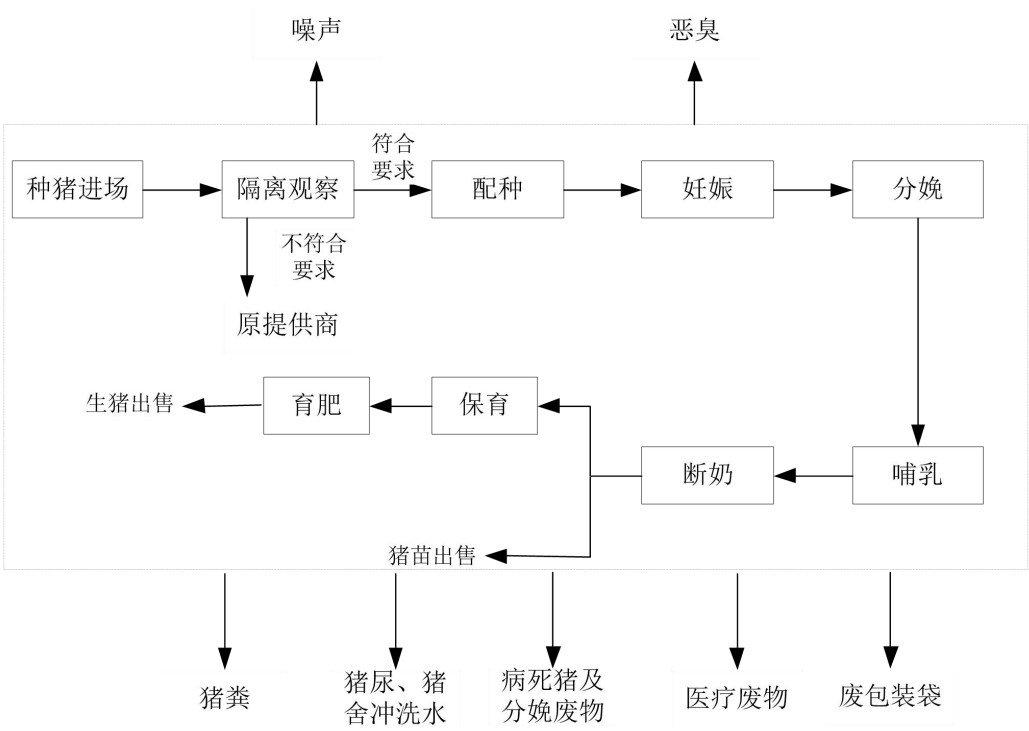 噪声
恶臭
种猪进场
隔离观察
符合
要求
配种
妊娠
分娩
不符合
要求
原提供商
生猪出售
育肥
保育
断奶
哺乳
猪苗出售
猪粪
猪尿、猪
舍冲洗水
病死猪及
分娩废物
医疗废物
废包装袋